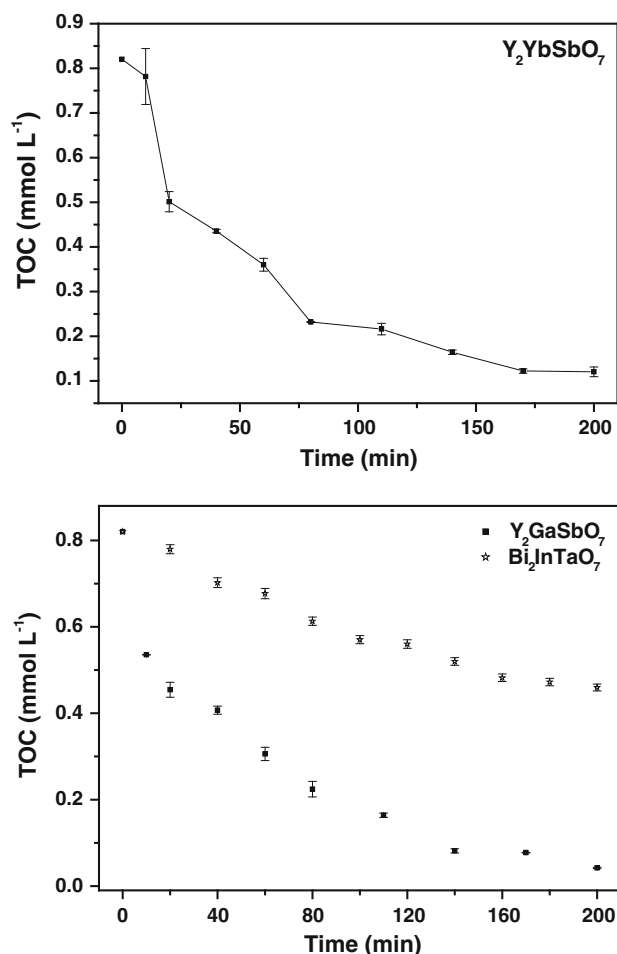 Y₂YbSbO₇
TOC (mmol L⁻¹)
0.9
0.8
0.7
0.6
0.5
0.4
0.3
0.2
0.1
0 50 100 150 200
Time (min)
Y₂GaSbO₇
Bi₂InTaO₇
TOC (mmol L⁻¹)
0.8
0.6
0.4
0.2
0.0
0 40 80 120 160 200
Time (min)